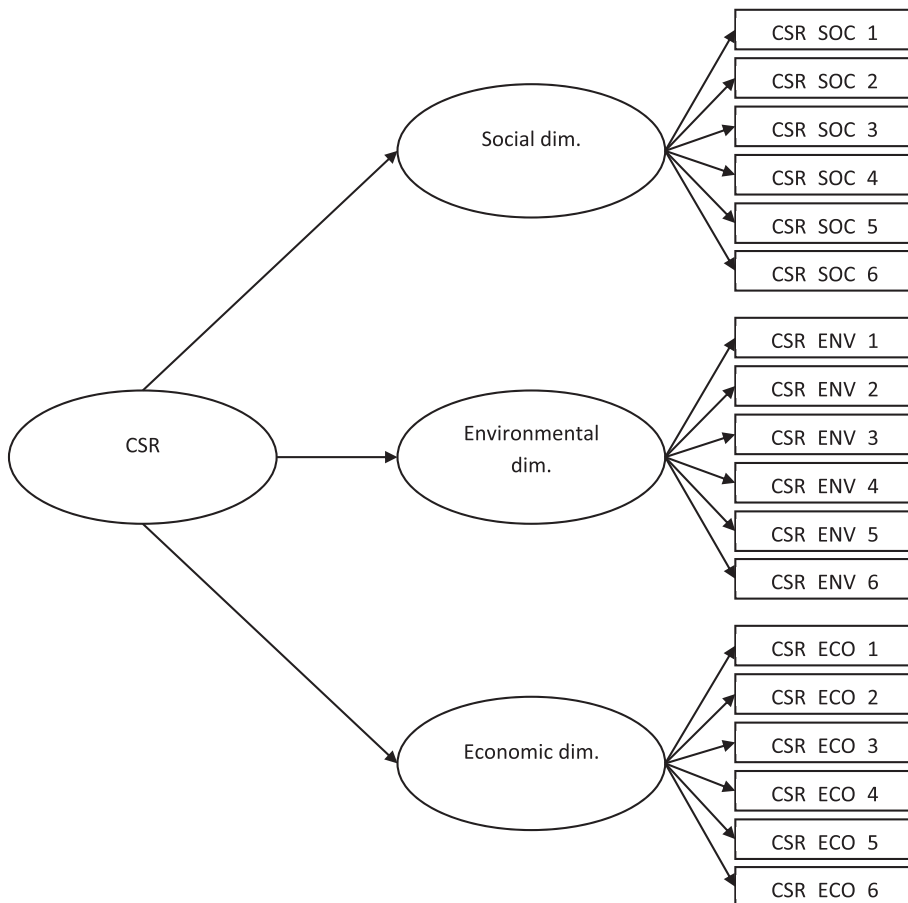 CSR
Social dim.
Environmental
dim.
Economic dim.
CSR SOC 1
CSR SOC 2
CSR SOC 3
CSR SOC 4
CSR SOC 5
CSR SOC 6
CSR ENV 1
CSR ENV 2
CSR ENV 3
CSR ENV 4
CSR ENV 5
CSR ENV 6
CSR ECO 1
CSR ECO 2
CSR ECO 3
CSR ECO 4
CSR ECO 5
CSR ECO 6